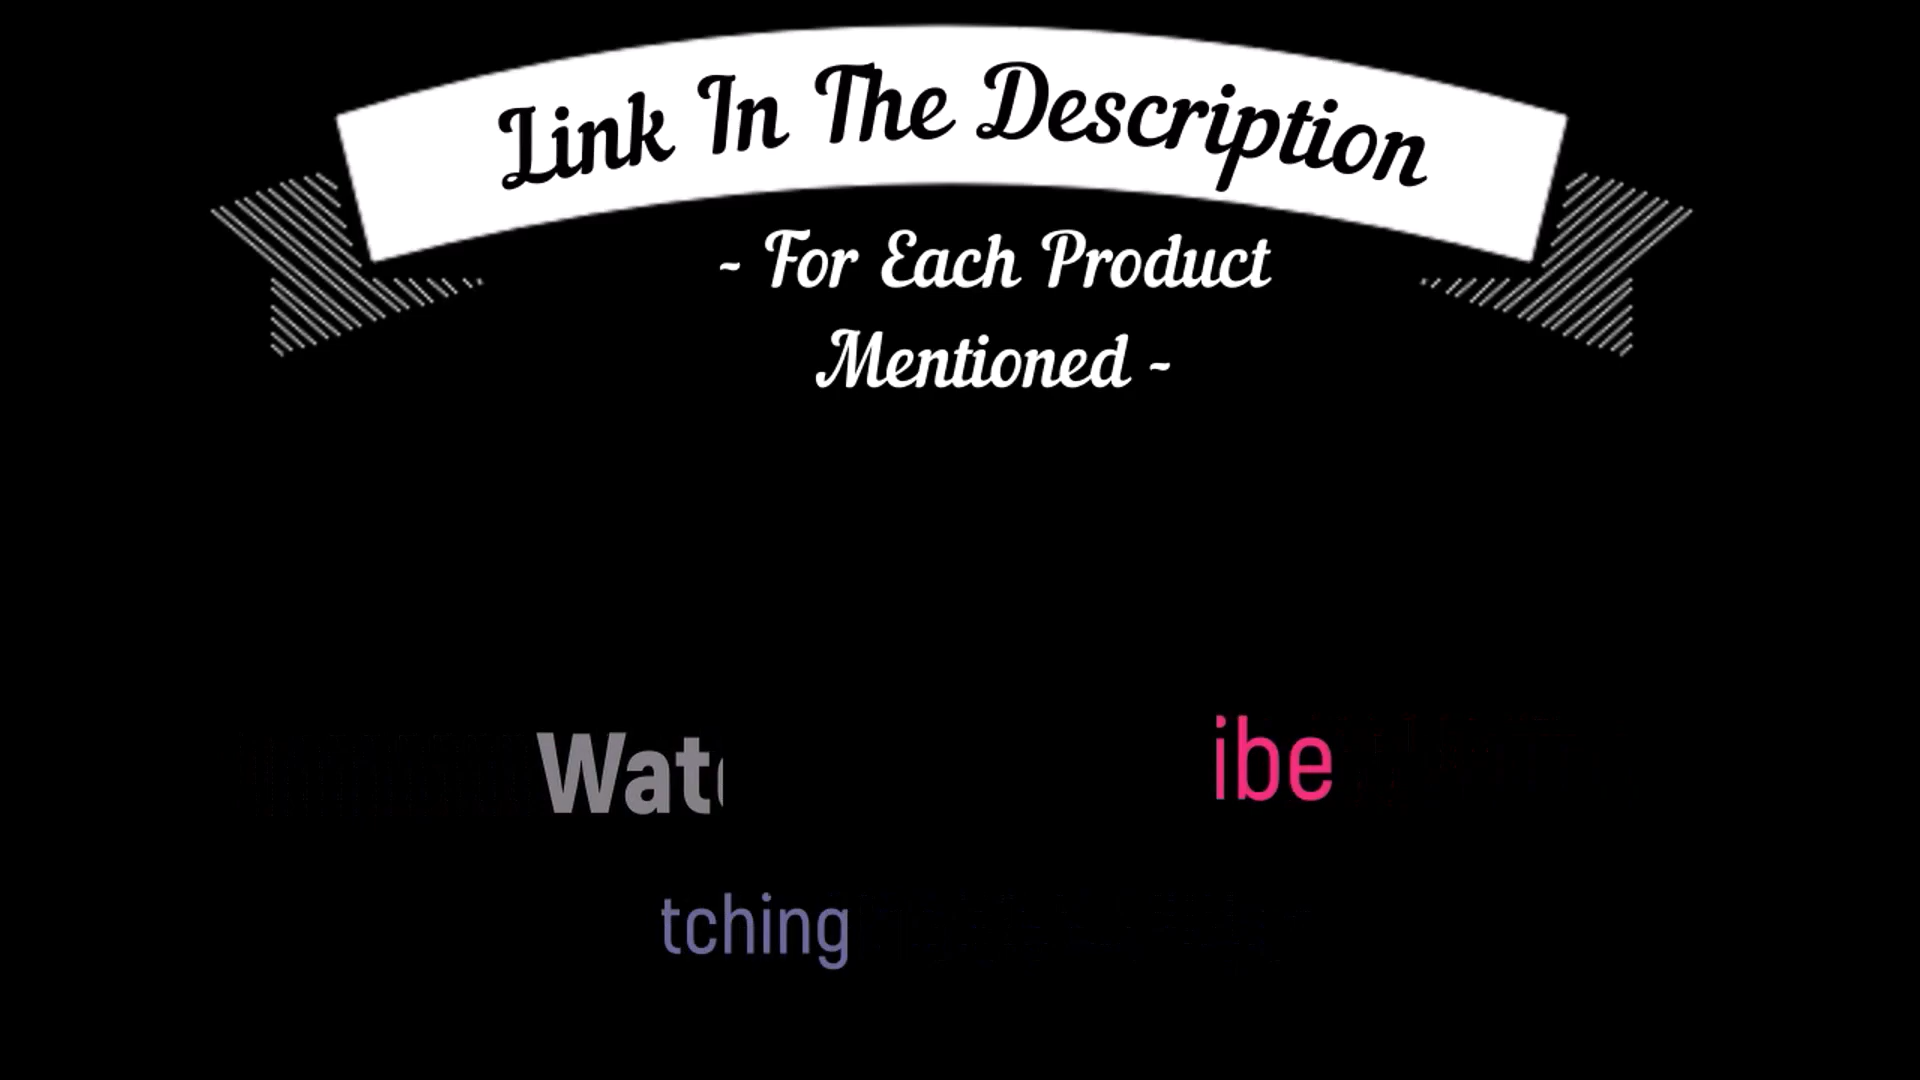 Link In The Description
~ For Each Product
Mentioned ~
Wat
ibe
tching